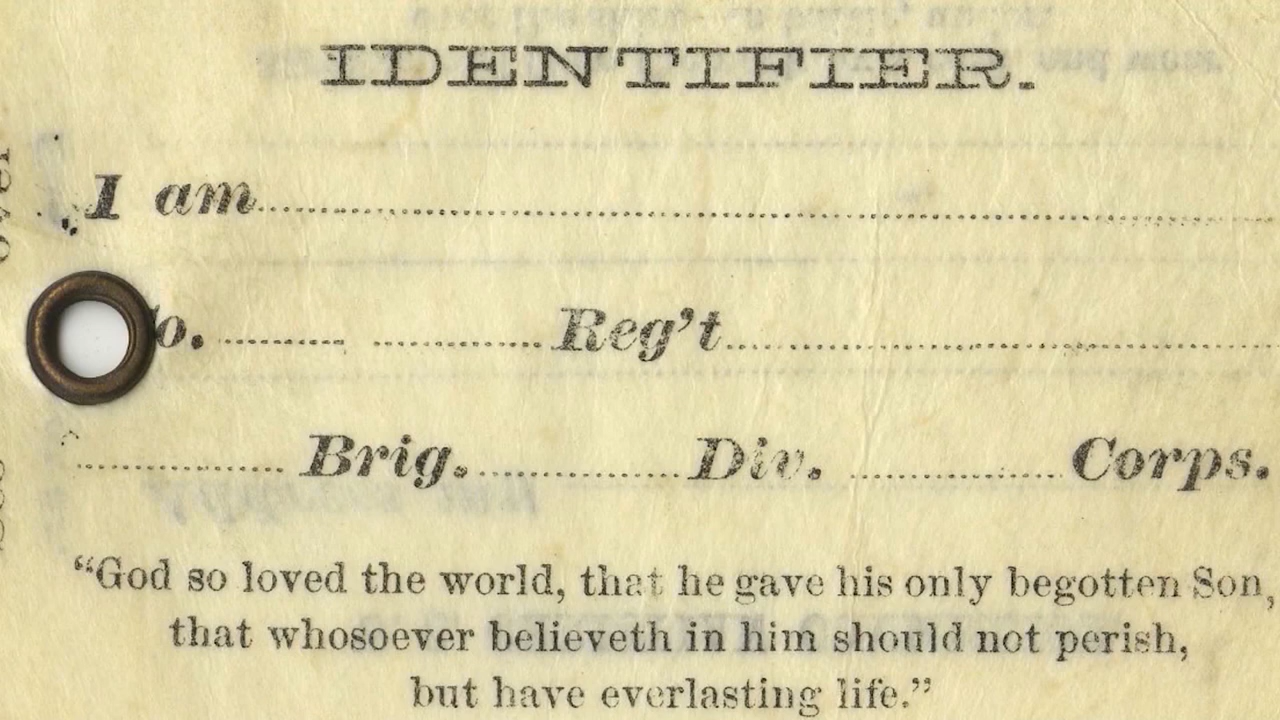 IDENTIFIER.
I am
o. Reg't
Brig. Div. Corps.
“God so loved the world, that he gave his only begotten Son,
that whosoever believeth in him should not perish,
but have everlasting life.”